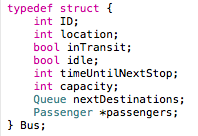 typedef struct {
    int ID;
    int location;
    bool inTransit;
    bool idle;
    int timeUntilNextStop;
    int capacity;
    Queue nextDestinations;
    Passenger *passengers;
} Bus;